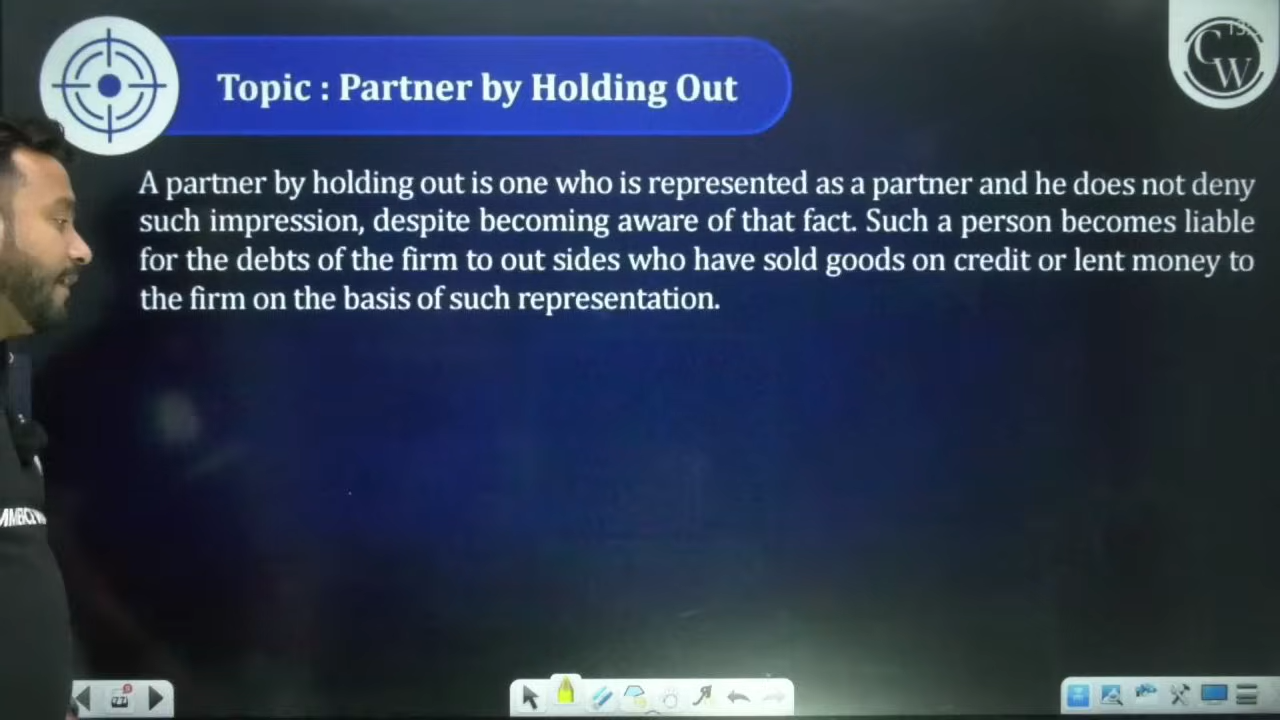 Topic : Partner by Holding Out
CW
A partner by holding out is one who is represented as a partner and he does not deny
such impression, despite becoming aware of that fact. Such a person becomes liable
for the debts of the firm to out sides who have sold goods on credit or lent money to
the firm on the basis of such representation.